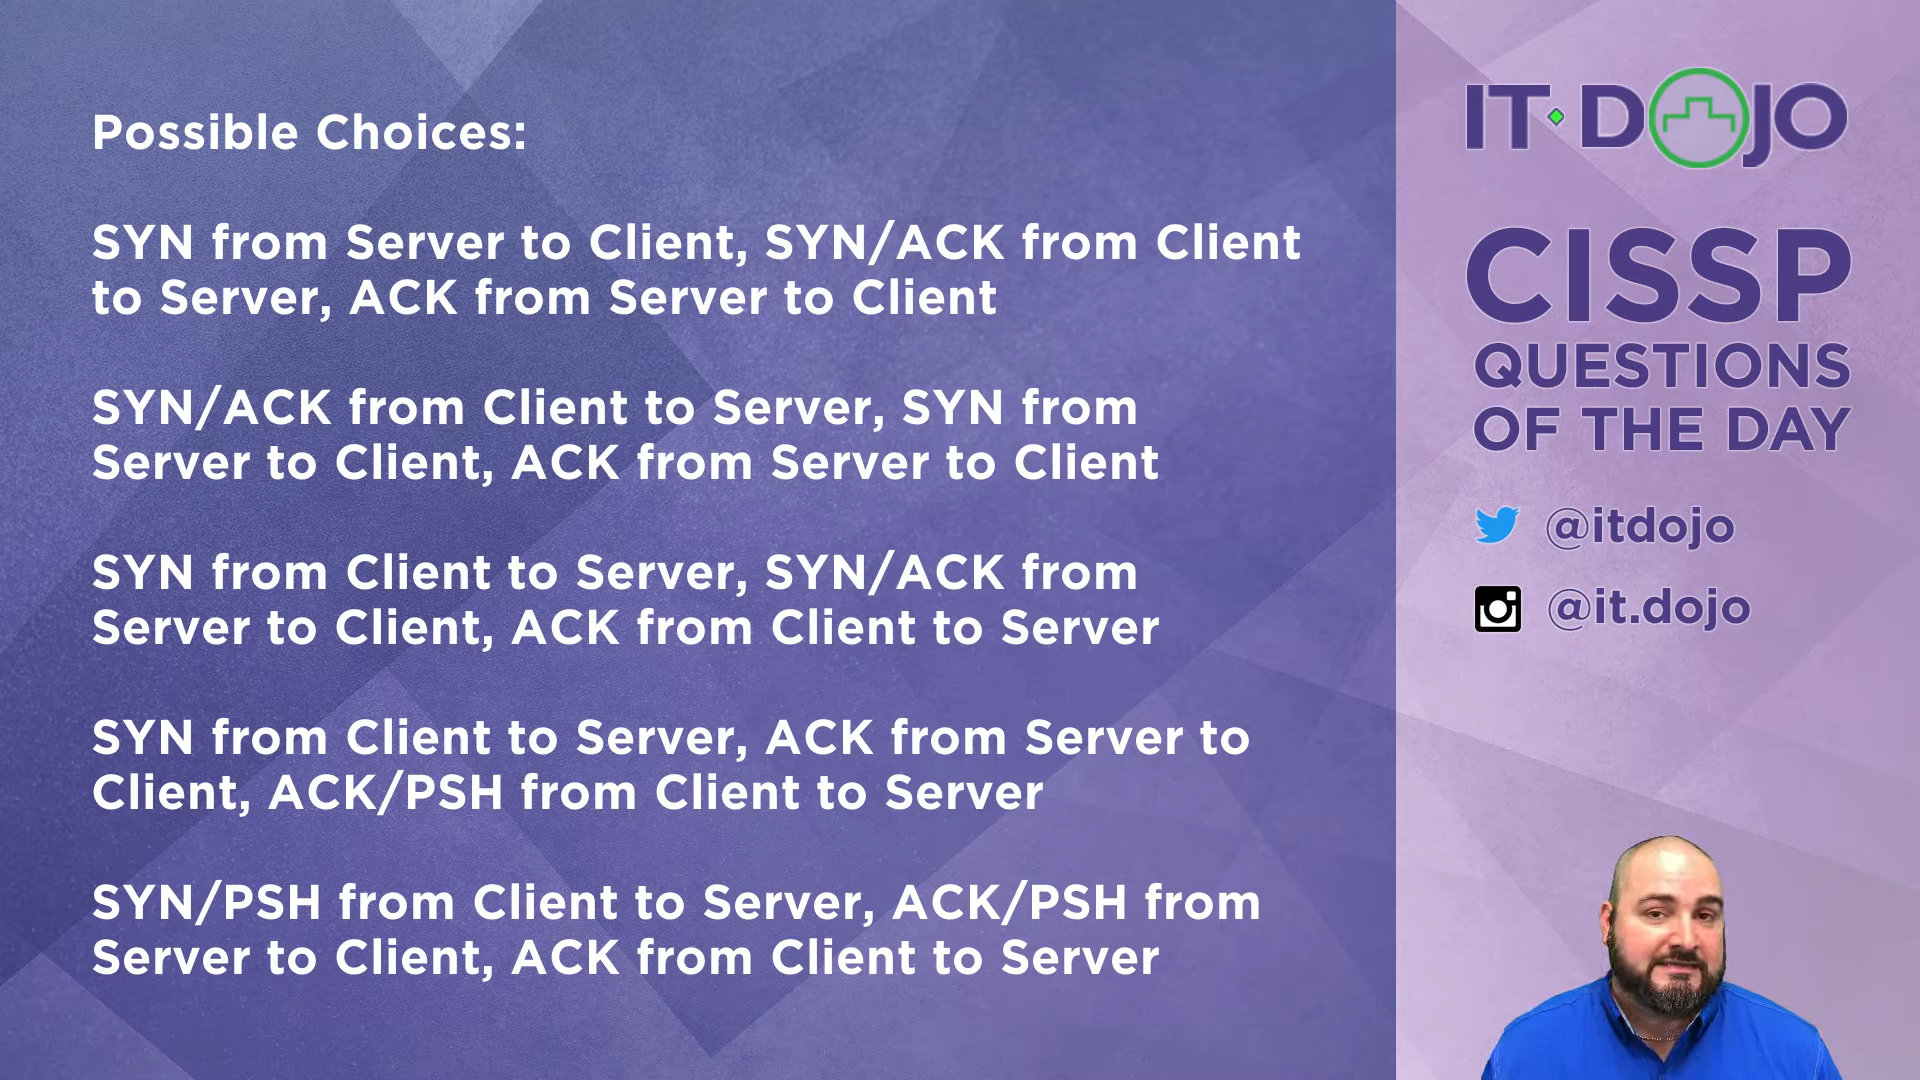 Possible Choices:
SYN from Server to Client, SYN/ACK from Client
to Server, ACK from Server to Client
SYN/ACK from Client to Server, SYN from
Server to Client, ACK from Server to Client
SYN from Client to Server, SYN/ACK from
Server to Client, ACK from Client to Server
SYN from Client to Server, ACK from Server to
Client, ACK/PSH from Client to Server
SYN/PSH from Client to Server, ACK/PSH from
Server to Client, ACK from Client to Server
IT DOJO
CISSP
QUESTIONS
OF THE DAY
@itdojo
@it.dojo